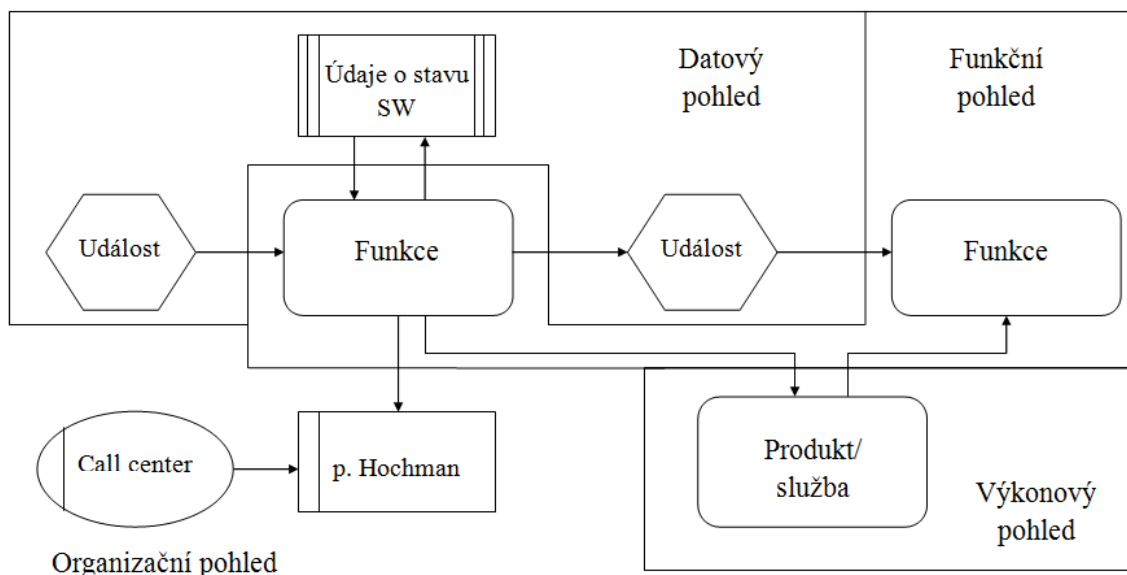 Údaje o stavu
SW
Datový
pohled
Funkční
pohled
Událost
Funkce
Událost
Funkce
Call center
p. Hochman
Produkt/
služba
Výkonový
pohled
Organizační pohled